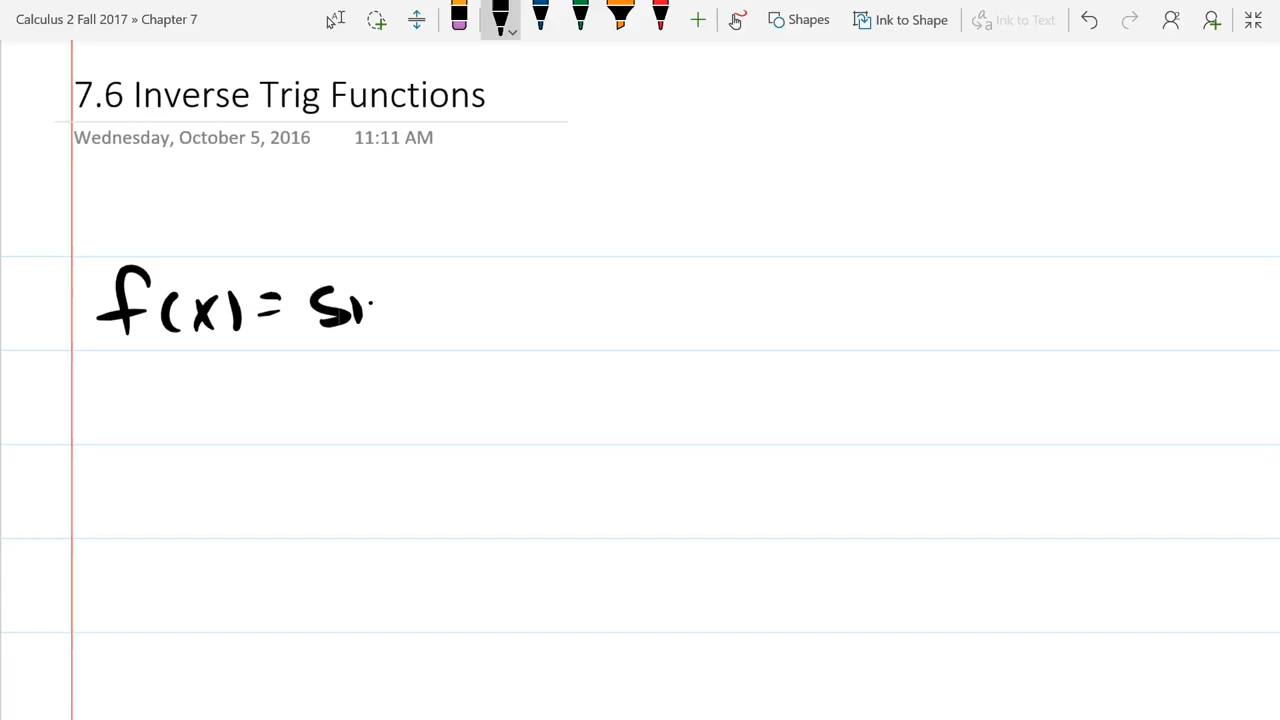 Calculus 2 Fall 2017 » Chapter 7
Shapes
Ink to Shape
Ink to Text
7.6 Inverse Trig Functions
Wednesday, October 5, 2016 11:11 AM
f(x) = si